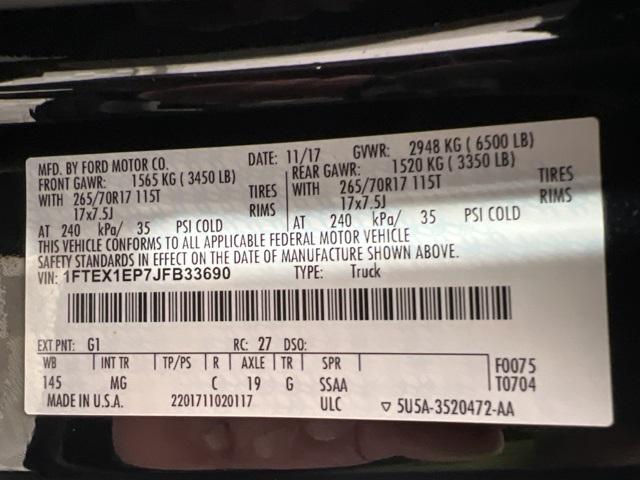 MFD. BY FORD MOTOR CO. DATE: 11/17 GVWR: 2948 KG ( 6500 LB)
FRONT GAWR: 1565 KG ( 3450 LB) REAR GAWR: 1520 KG ( 3350 LB)
WITH 265/70R17 115T TIRES WITH 265/70R17 115T TIRES
17x7.5J RIMS 17x7.5J RIMS
AT 240 kPa/ 35 PSI COLD AT 240 kPa/ 35 PSI COLD
THIS VEHICLE CONFORMS TO ALL APPLICABLE FEDERAL MOTOR VEHICLE
SAFETY STANDARDS IN EFFECT ON THE DATE OF MANUFACTURE SHOWN ABOVE.
VIN: 1FTEX1EP7JFB33690 TYPE: Truck
EXT PNT: G1 RC: 27 DSO:
WB INT TR TP/PS R AXLE TR SPR F0075
145 MG C 19 G SSAA T0704
MADE IN U.S.A. 2201711020117 ULC ▽ 5U5A-3520472-AA